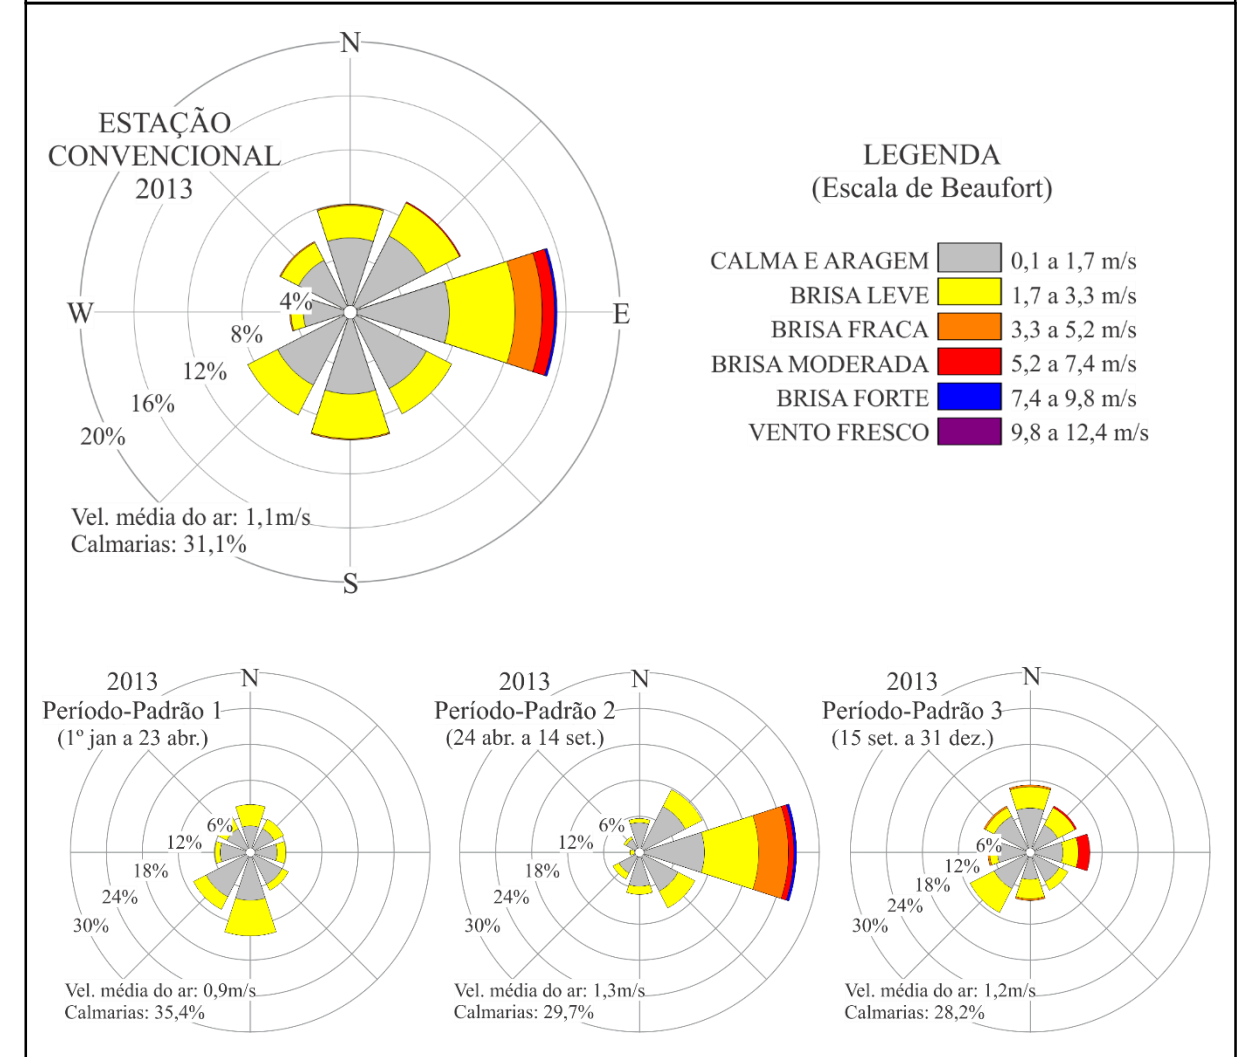 N
ESTAÇÃO
CONVENCIONAL
2013
W
E
S
4%
8%
12%
16%
20%
Vel. média do ar: 1,1m/s
Calmarias: 31,1%
LEGENDA
(Escala de Beaufort)
CALMA E ARAGEM 0,1 a 1,7 m/s
BRISA LEVE 1,7 a 3,3 m/s
BRISA FRACA 3,3 a 5,2 m/s
BRISA MODERADA 5,2 a 7,4 m/s
BRISA FORTE 7,4 a 9,8 m/s
VENTO FRESCO 9,8 a 12,4 m/s
2013
Período-Padrão 1
(1º jan a 23 abr.)
N
6%
12%
18%
24%
30%
Vel. média do ar: 0,9m/s
Calmarias: 35,4%
2013
Período-Padrão 2
(24 abr. a 14 set.)
N
6%
12%
18%
24%
30%
Vel. média do ar: 1,3m/s
Calmarias: 29,7%
2013
Período-Padrão 3
(15 set. a 31 dez.)
N
6%
12%
18%
24%
30%
Vel. média do ar: 1,2m/s
Calmarias: 28,2%